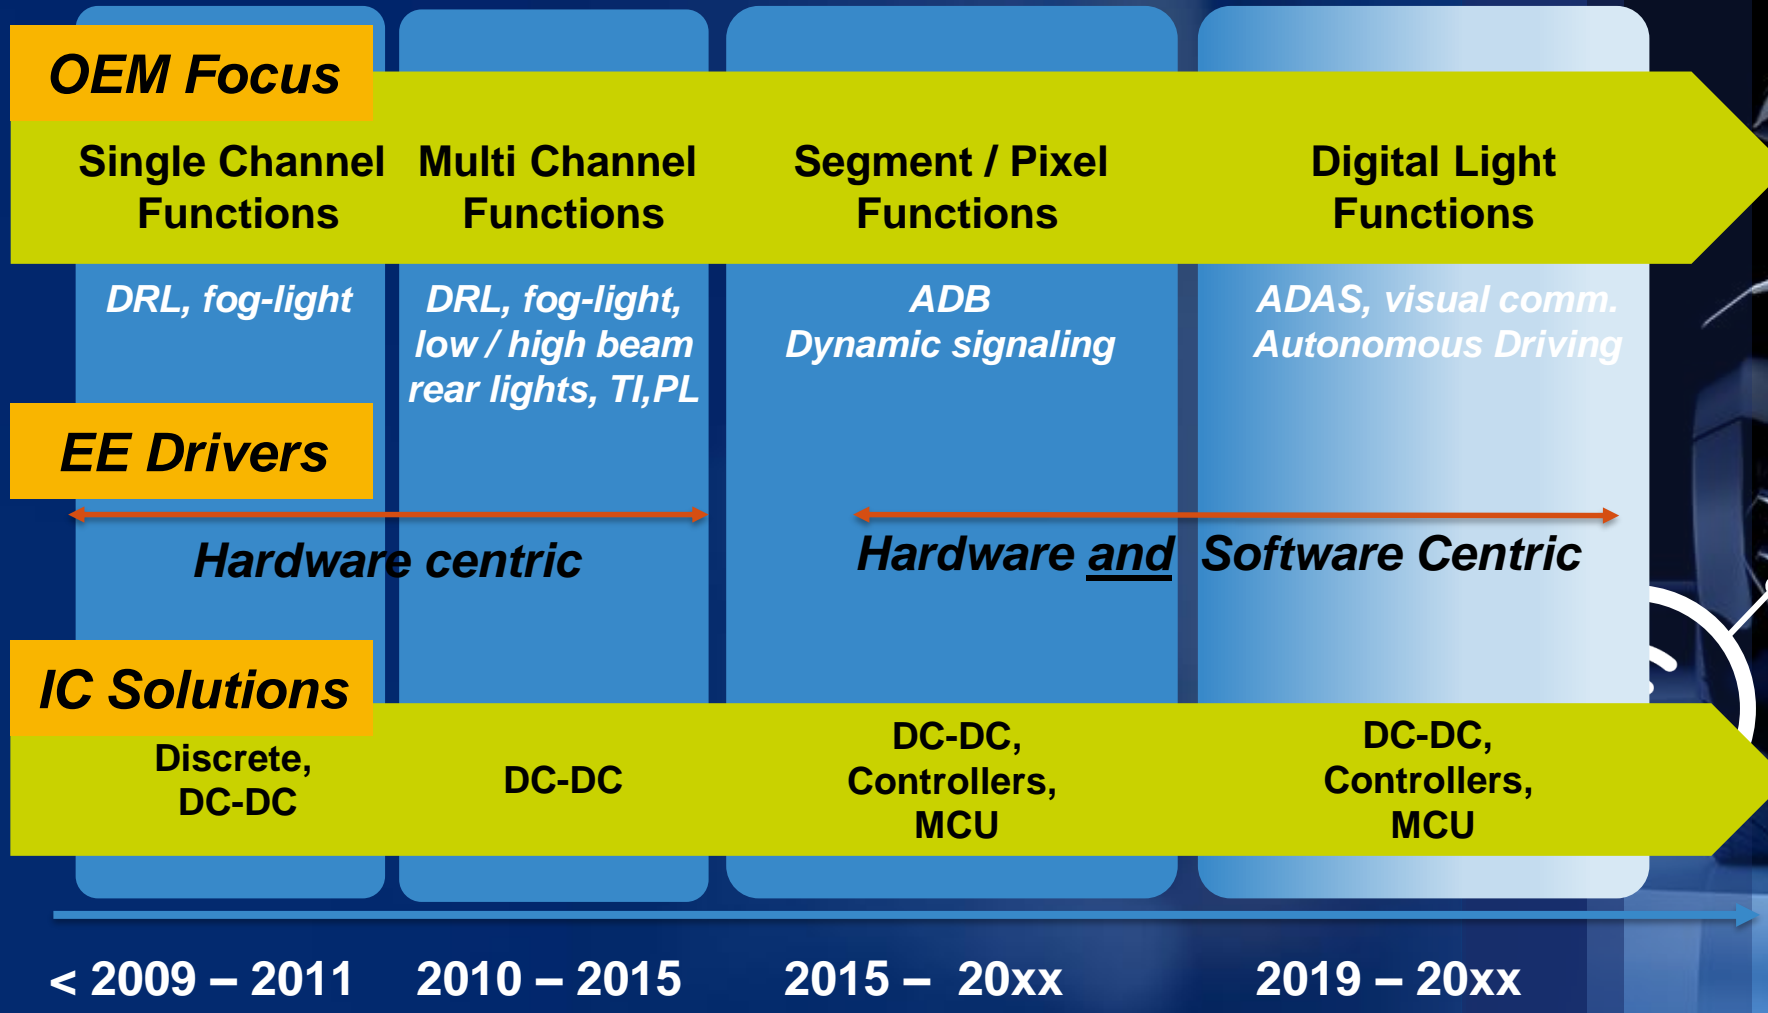 OEM Focus
Single Channel
Functions
Multi Channel
Functions
Segment / Pixel
Functions
Digital Light
Functions
DRL, fog-light
DRL, fog-light,
low / high beam
rear lights, TI,PL
ADB
Dynamic signaling
ADAS, visual comm.
Autonomous Driving
EE Drivers
Hardware centric
Hardware and Software Centric
IC Solutions
Discrete,
DC-DC
DC-DC
DC-DC,
Controllers,
MCU
DC-DC,
Controllers,
MCU
< 2009 – 2011
2010 – 2015
2015 – 20xx
2019 – 20xx